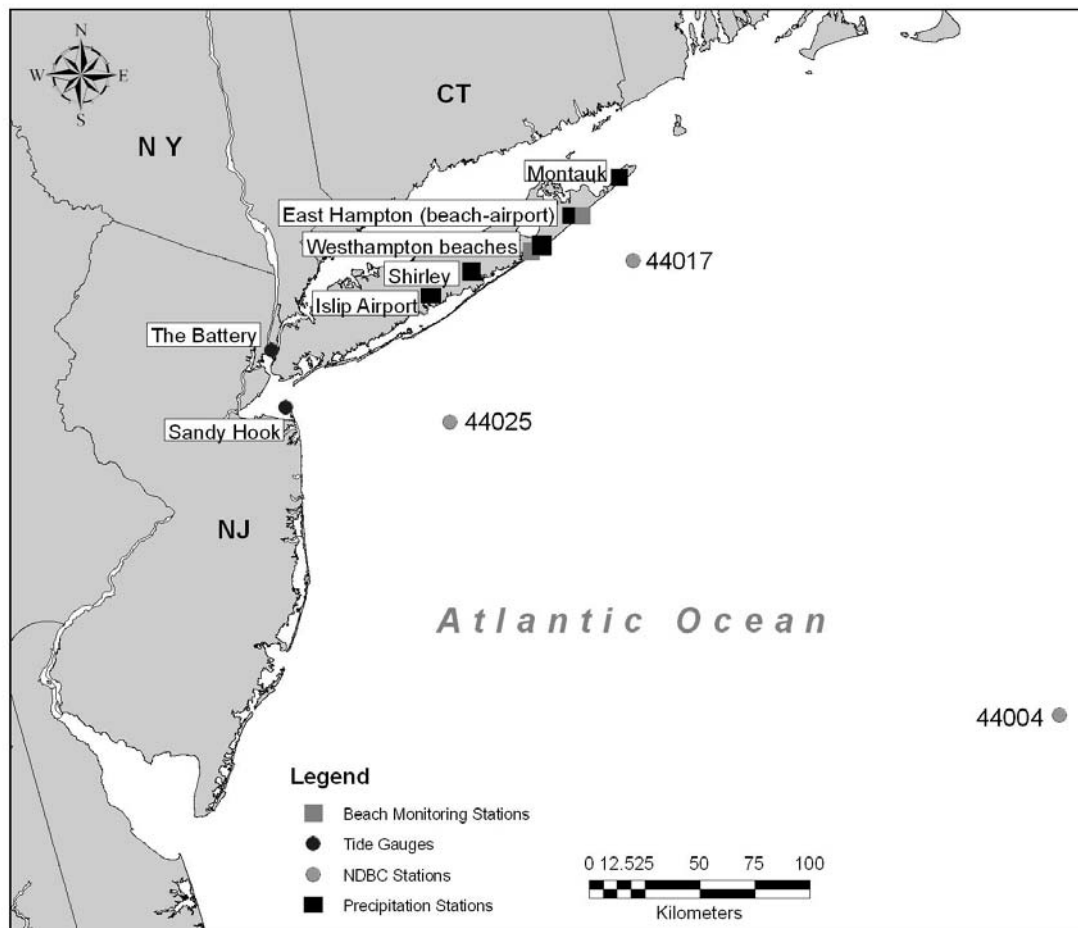 N
W E
S
CT
N Y
Montauk
East Hampton (beach-airport)
Westhampton beaches
44017
Shirley
Islip Airport
The Battery
44025
Sandy Hook
NJ
Atlantic Ocean
44004
Legend
Beach Monitoring Stations
Tide Gauges
NDBC Stations
Precipitation Stations
0 12.525 50 75 100
Kilometers